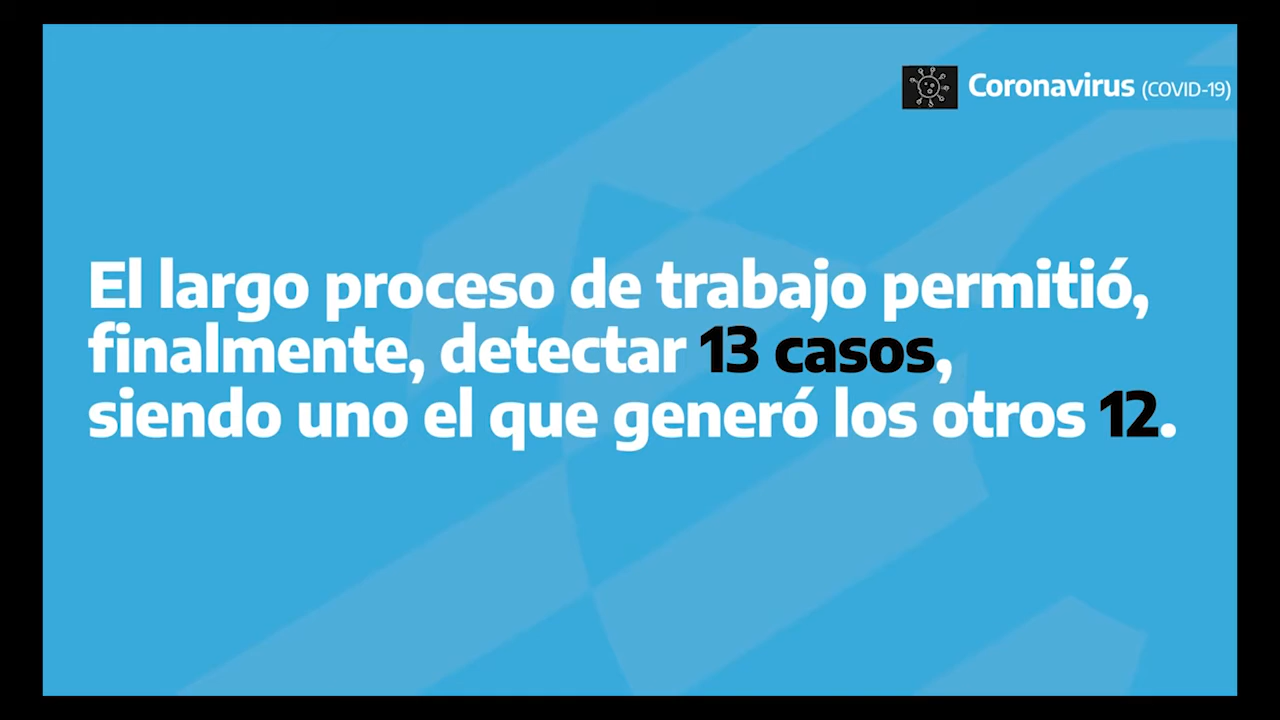 Coronavirus (COVID-19)
El largo proceso de trabajo permitió,
finalmente, detectar 13 casos,
siendo uno el que generó los otros 12.